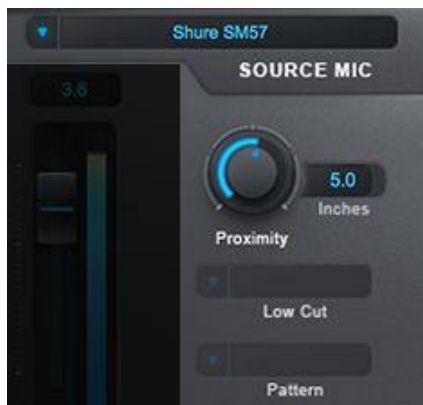 Shure SM57
SOURCE MIC
3.6
5.0
Inches
Proximity
Low Cut
Pattern